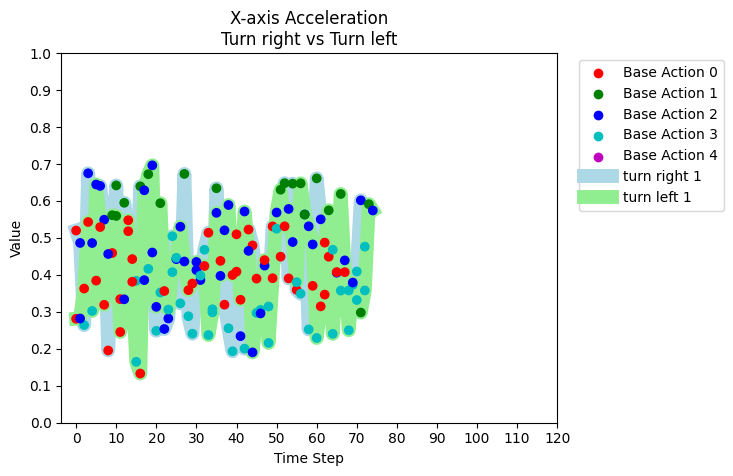 X-axis Acceleration
Turn right vs Turn left
1.0
0.9
0.8
0.7
0.6
0.5
0.4
0.3
0.2
0.1
0.0
Value
0 10 20 30 40 50 60 70 80 90 100 110 120
Time Step
Base Action 0
Base Action 1
Base Action 2
Base Action 3
Base Action 4
turn right 1
turn left 1